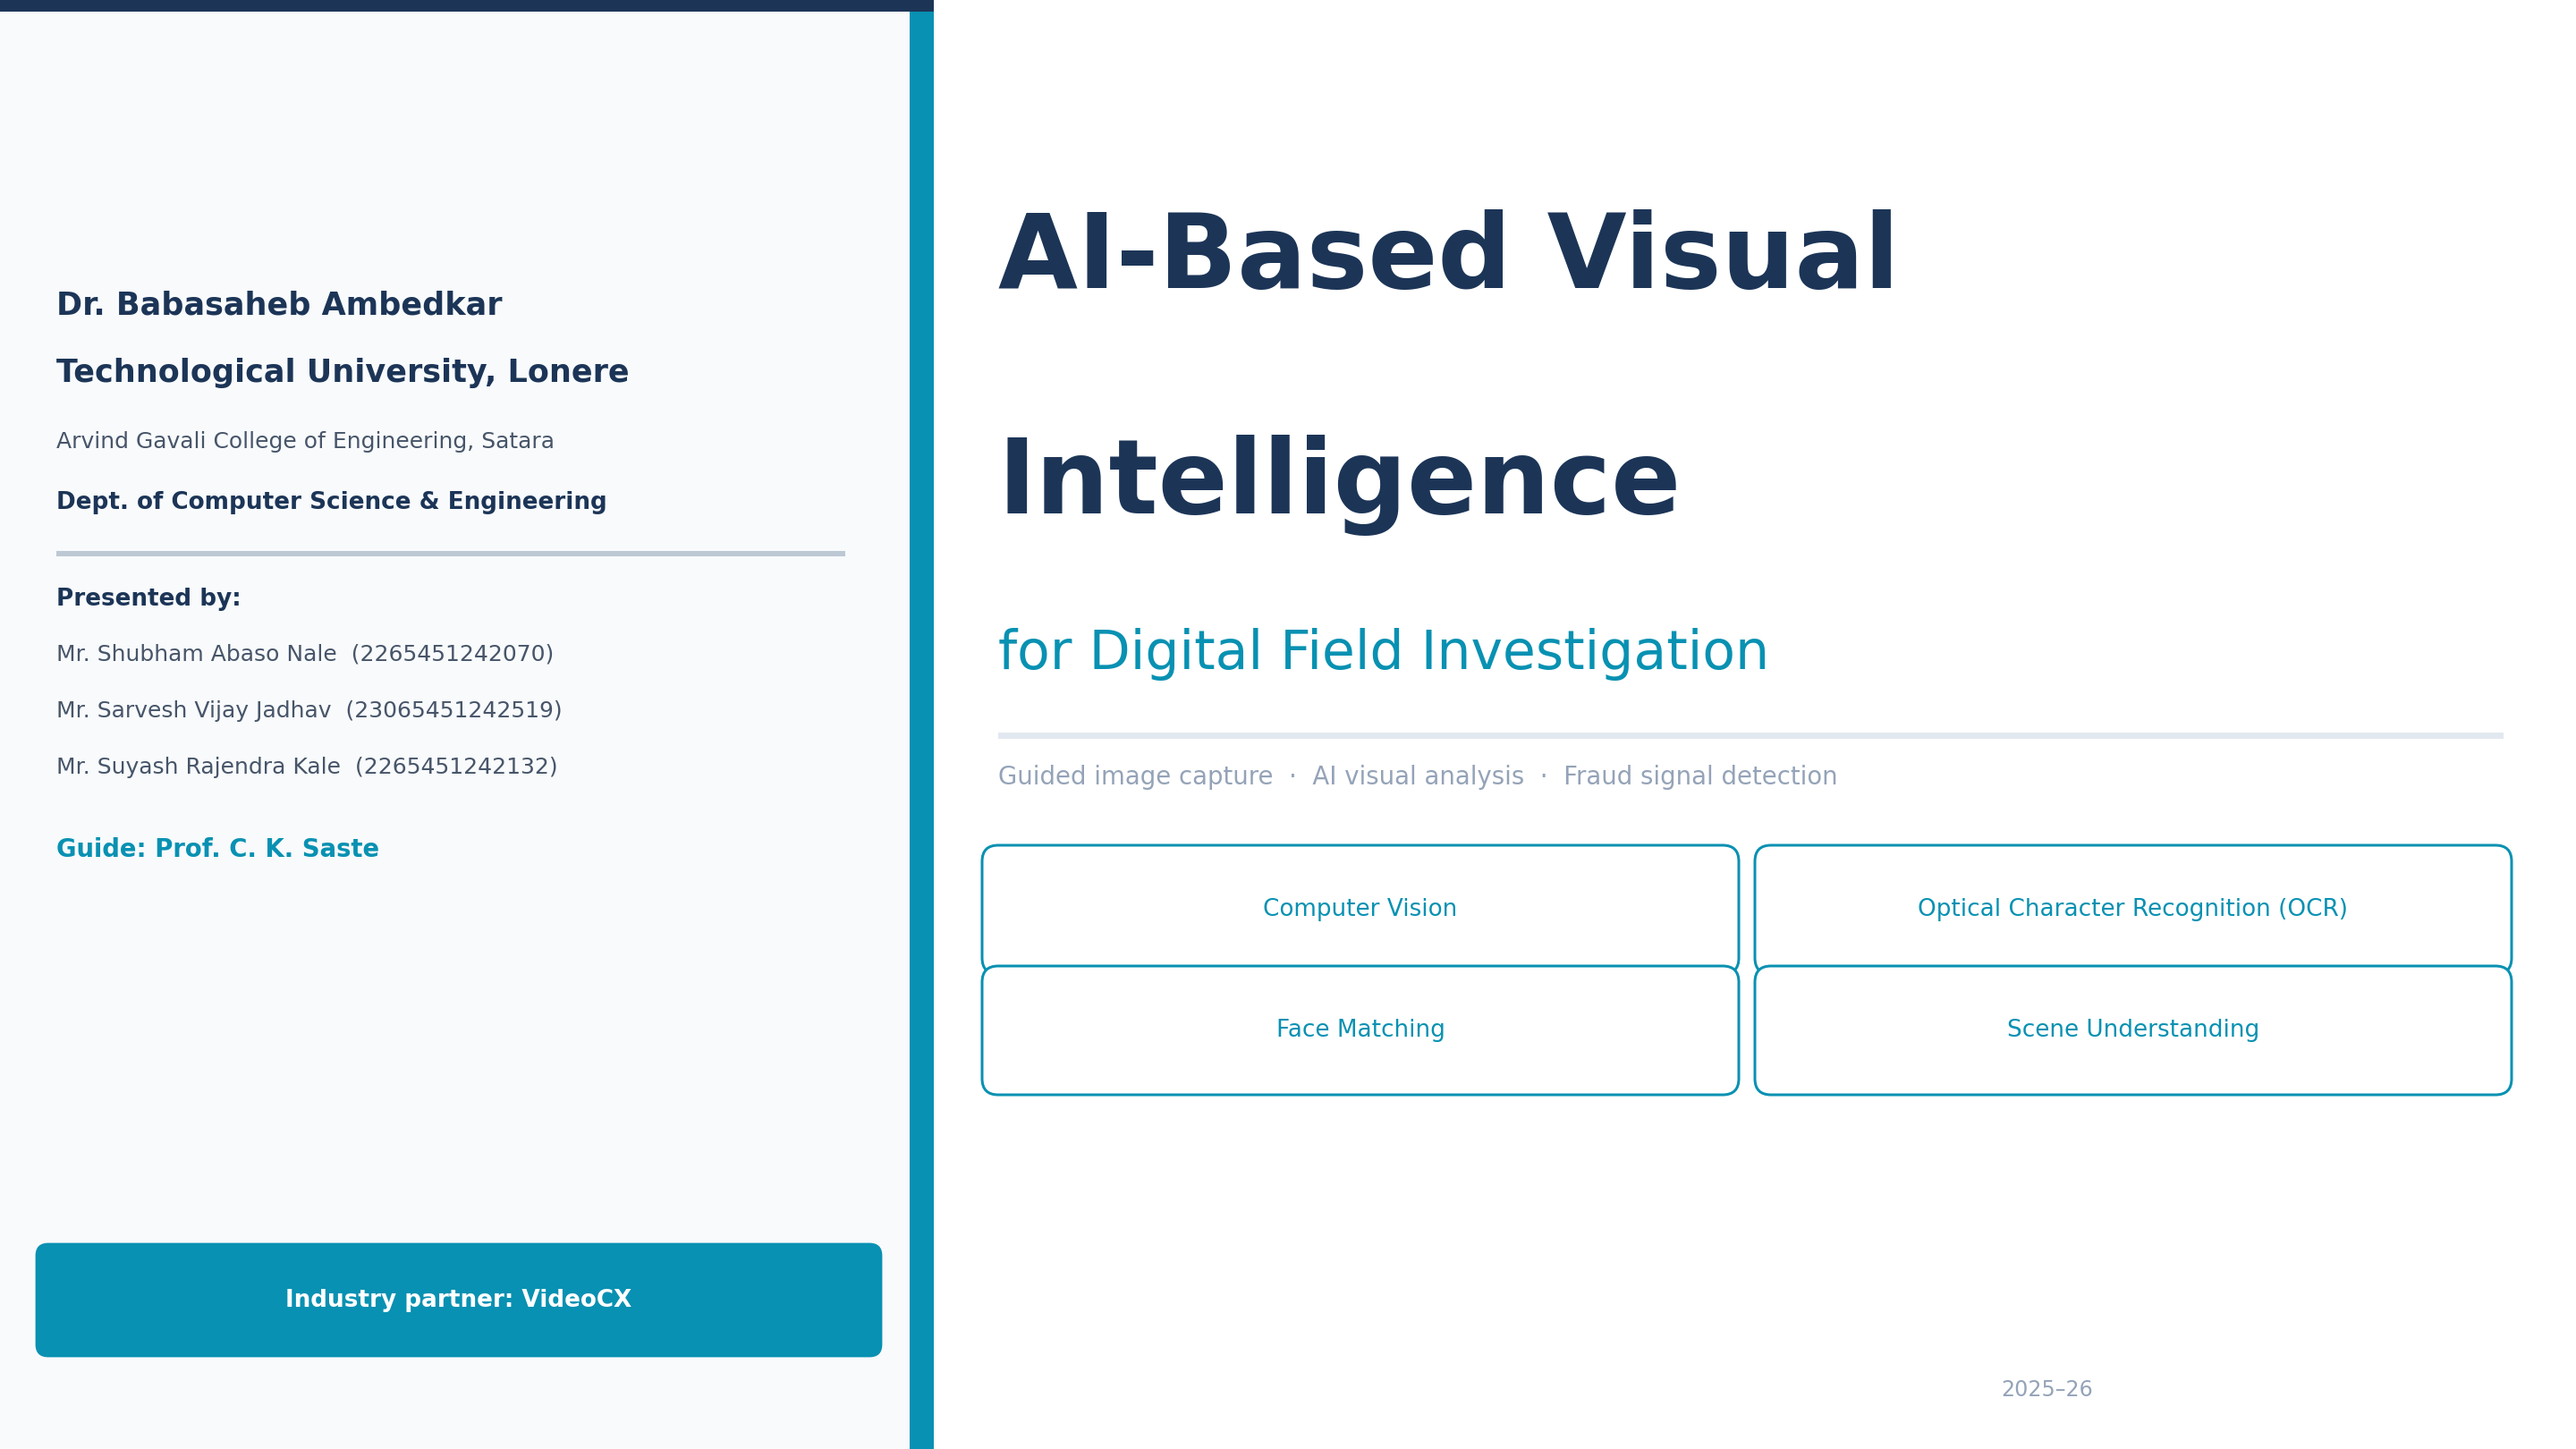 Dr. Babasaheb Ambedkar
Technological University, Lonere
Arvind Gavali College of Engineering, Satara
Dept. of Computer Science & Engineering
Presented by:
Mr. Shubham Abaso Nale (2265451242070)
Mr. Sarvesh Vijay Jadhav (23065451242519)
Mr. Suyash Rajendra Kale (2265451242132)
Guide: Prof. C. K. Saste
Industry partner: VideoCX
AI-Based Visual
Intelligence
for Digital Field Investigation
Guided image capture · AI visual analysis · Fraud signal detection
Computer Vision
Optical Character Recognition (OCR)
Face Matching
Scene Understanding
2025–26